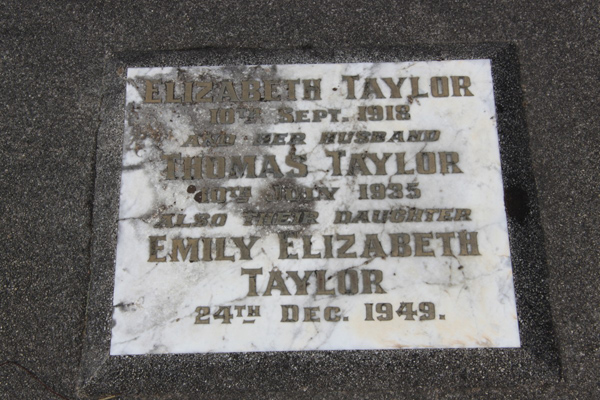 ELIZABETH TAYLOR
10TH SEPT. 1918
AND HER HUSBAND
THOMAS TAYLOR
JULY 1935
ALSO THEIR DAUGHTER
EMILY ELIZABETH
TAYLOR
24TH DEC. 1949.